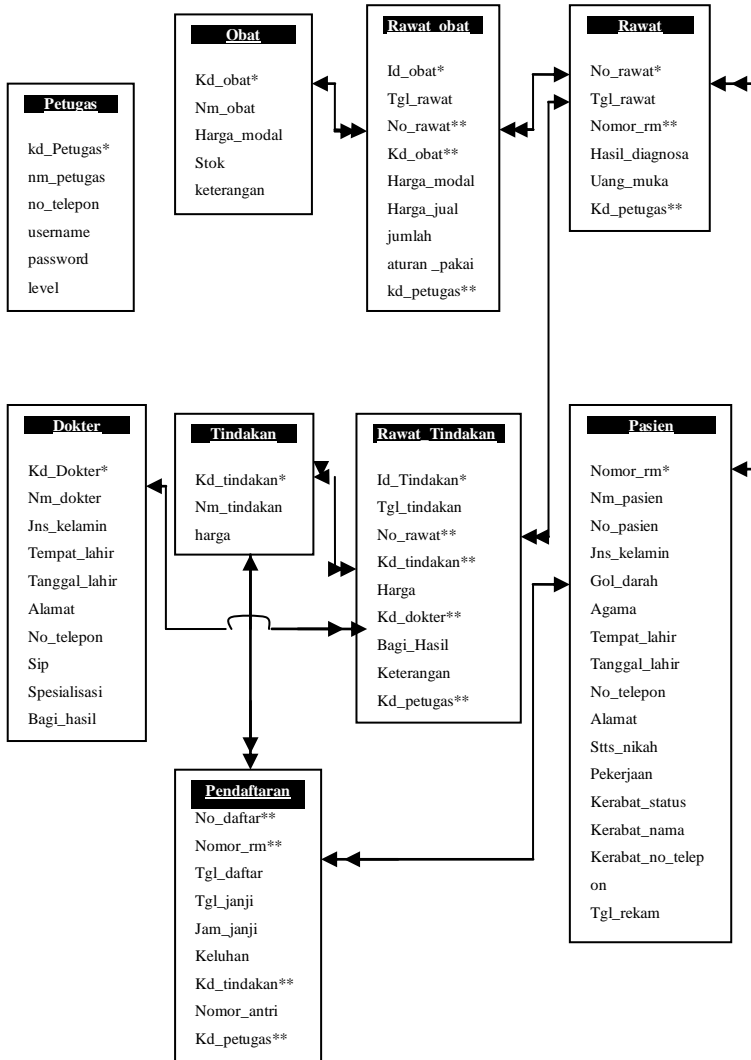 Petugas
kd_Petugas*
nm_petugas
no_telepon
username
password
level
Obat
Kd_obat*
Nm_obat
Harga_modal
Stok
keterangan
Rawat_obat
Id_obat*
Tgl_rawat
No_rawat**
Kd_obat**
Harga_modal
Harga_jual
jumlah
aturan _pakai
kd_petugas**
Rawat
No_rawat*
Tgl_rawat
Nomor_rm**
Hasil_diagnosa
Uang_muka
Kd_petugas**
Dokter
Kd_Dokter*
Nm_dokter
Jns_kelamin
Tempat_lahir
Tanggal_lahir
Alamat
No_telepon
Sip
Spesialisasi
Bagi_hasil
Tindakan
Kd_tindakan*
Nm_tindakan
harga
Rawat_Tindakan
Id_Tindakan*
Tgl_tindakan
No_rawat**
Kd_tindakan**
Harga
Kd_dokter**
Bagi_Hasil
Keterangan
Kd_petugas**
Pasien
Nomor_rm*
Nm_pasien
No_pasien
Jns_kelamin
Gol_darah
Agama
Tempat_lahir
Tanggal_lahir
No_telepon
Alamat
Stts_nikah
Pekerjaan
Kerabat_status
Kerabat_nama
Kerabat_no_telep
on
Tgl_rekam
Pendaftaran
No_daftar**
Nomor_rm**
Tgl_daftar
Tgl_janji
Jam_janji
Keluhan
Kd_tindakan**
Nomor_antri
Kd_petugas**